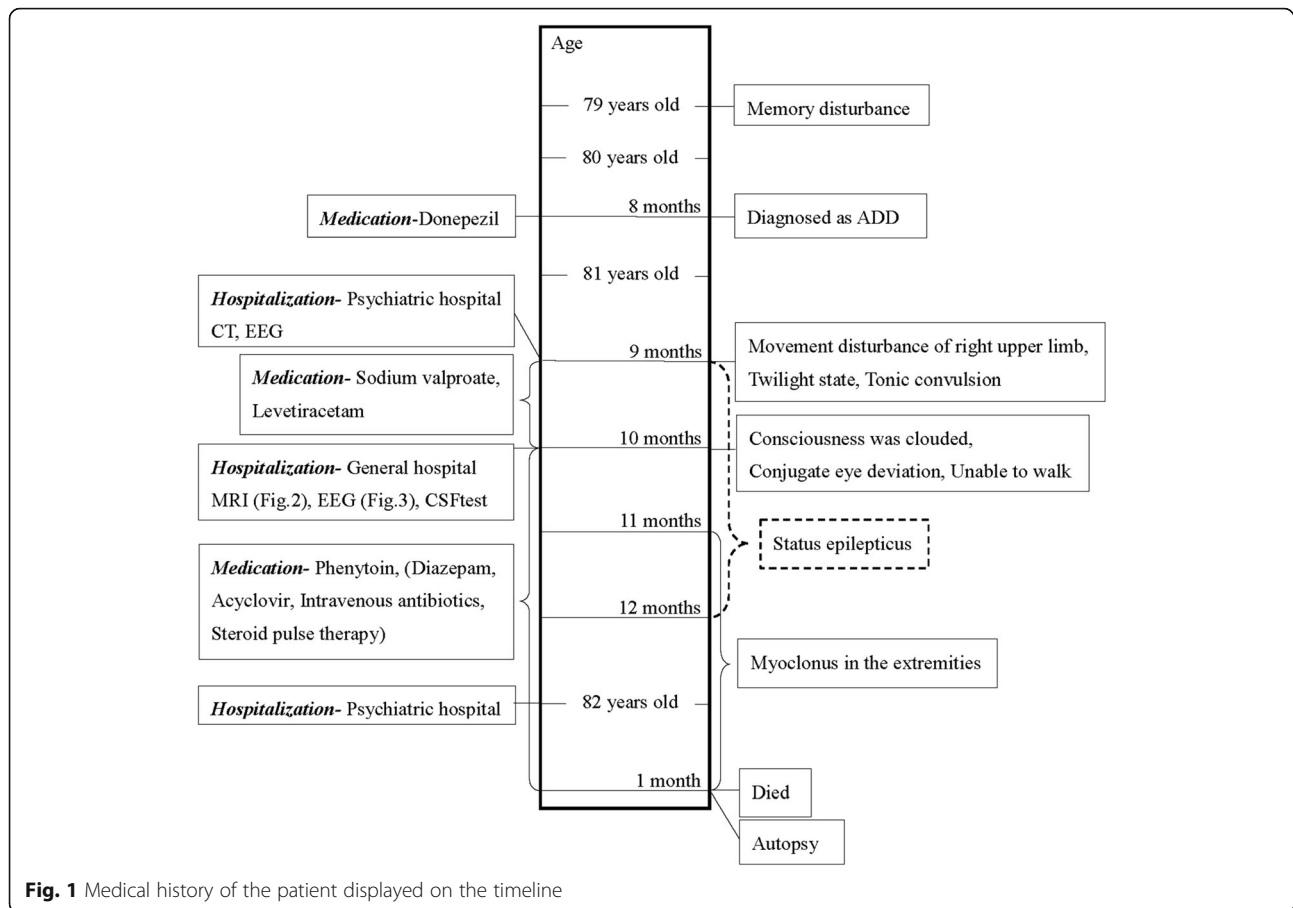 Age
79 years old
Memory disturbance
80 years old
8 months
Medication-Donepezil
Diagnosed as ADD
81 years old
Hospitalization- Psychiatric hospital
CT, EEG
9 months
Movement disturbance of right upper limb,
Twilight state, Tonic convulsion
Medication- Sodium valproate,
Levetiracetam
10 months
Consciousness was clouded,
Conjugate eye deviation, Unable to walk
Hospitalization- General hospital
MRI (Fig.2), EEG (Fig.3), CSFtest
11 months
Status epilepticus
Medication- Phenytoin, (Diazepam,
Acyclovir, Intravenous antibiotics,
Steroid pulse therapy)
12 months
Myoclonus in the extremities
Hospitalization- Psychiatric hospital
82 years old
1 month
Died
Autopsy
Fig. 1 Medical history of the patient displayed on the timeline